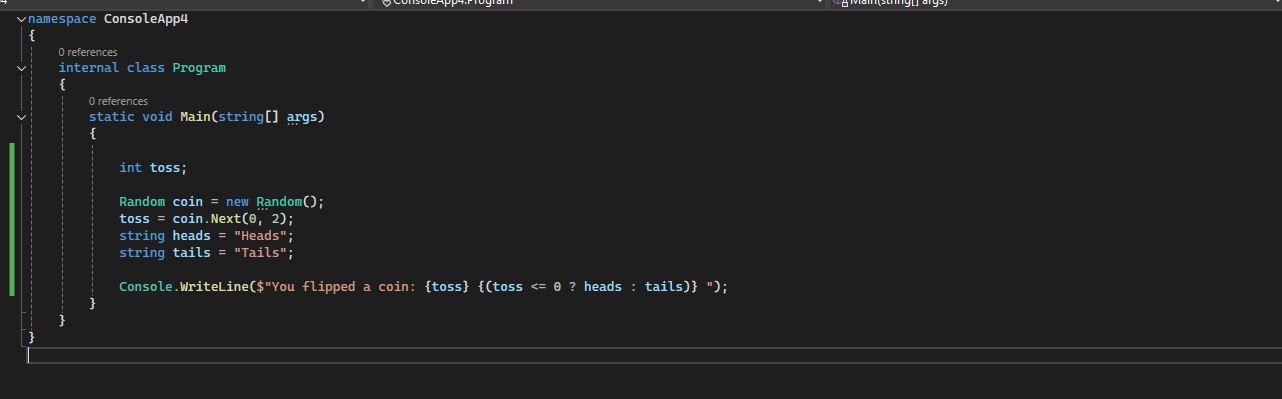 4 ConsoleApp4.Program Main(string[] args)
namespace ConsoleApp4
{
0 references
internal class Program
{
0 references
static void Main(string[] args)
{
int toss;
Random coin = new Random();
toss = coin.Next(0, 2);
string heads = "Heads";
string tails = "Tails";
Console.WriteLine($"You flipped a coin: {toss} {(toss <= 0 ? heads : tails)} ");
}
}
}